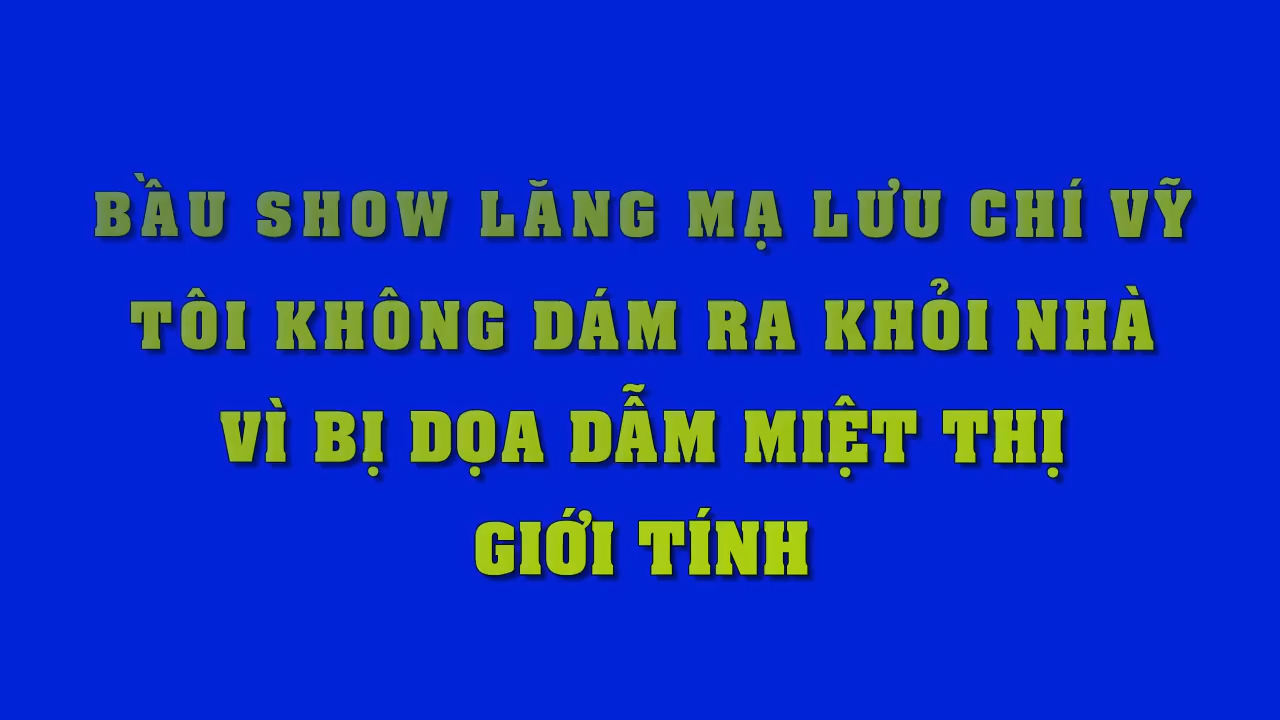 BẦU SHOW LĂNG MẠ LƯU CHÍ VỸ
TÔI KHÔNG DÁM RA KHỎI NHÀ
VÌ BỊ DỌA DẪM MIỆT THỊ
GIỚI TÍNH